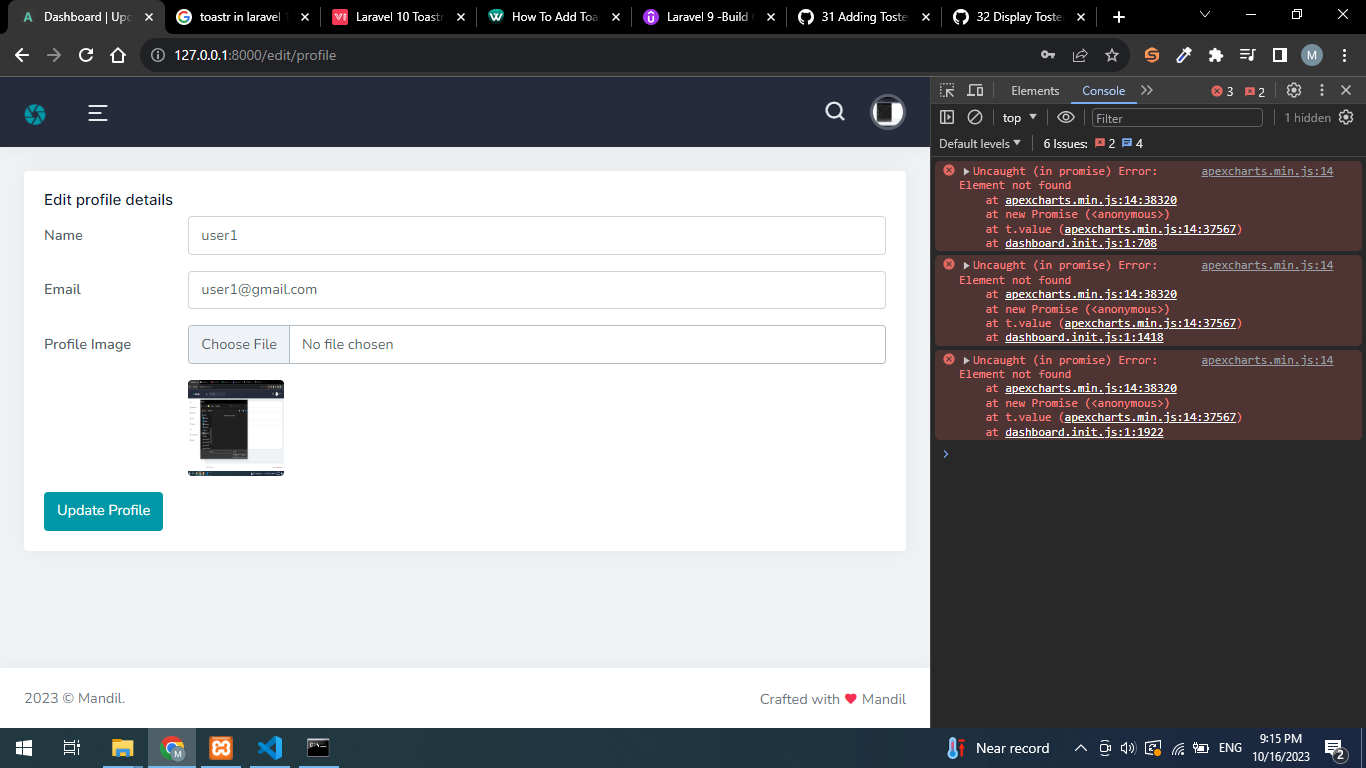 Dashboard | Upc
toastr in laravel 1
Laravel 10 Toastr
How To Add Toa
Laravel 9 -Build
31 Adding Toste
32 Display Toste
127.0.0.1:8000/edit/profile
M
Elements
Console
3
2
top
Filter
1 hidden
Default levels
6 Issues:
2
4
Edit profile details
Name
user1
Email
user1@gmail.com
Profile Image
Choose File
No file chosen
Update Profile
2023 © Mandil.
Crafted with
Mandil
Uncaught (in promise) Error:
apexcharts.min.js:14
Element not found
at apexcharts.min.js:14:38320
at new Promise (<anonymous>)
at t.value (apexcharts.min.js:14:37567)
at dashboard.init.js:1:708
Uncaught (in promise) Error:
apexcharts.min.js:14
Element not found
at apexcharts.min.js:14:38320
at new Promise (<anonymous>)
at t.value (apexcharts.min.js:14:37567)
at dashboard.init.js:1:1418
Uncaught (in promise) Error:
apexcharts.min.js:14
Element not found
at apexcharts.min.js:14:38320
at new Promise (<anonymous>)
at t.value (apexcharts.min.js:14:37567)
at dashboard.init.js:1:1922
M
Near record
ENG
9:15 PM
10/16/2023
2